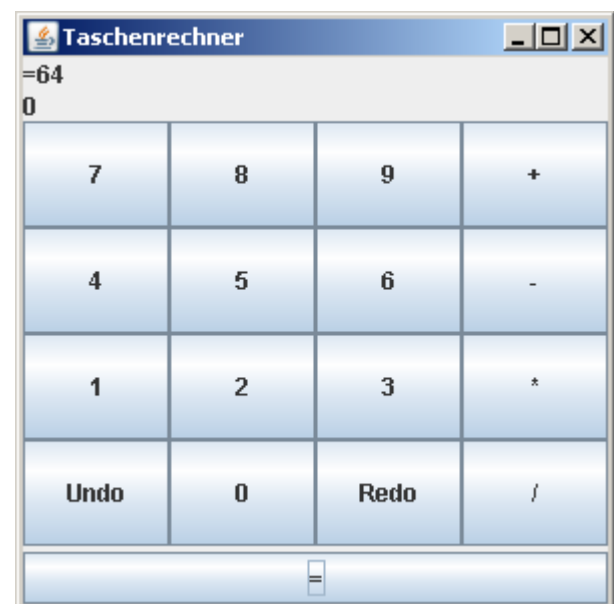 Taschenrechner
=64
0
7 8 9 +
4 5 6 -
1 2 3 *
Undo 0 Redo /
=